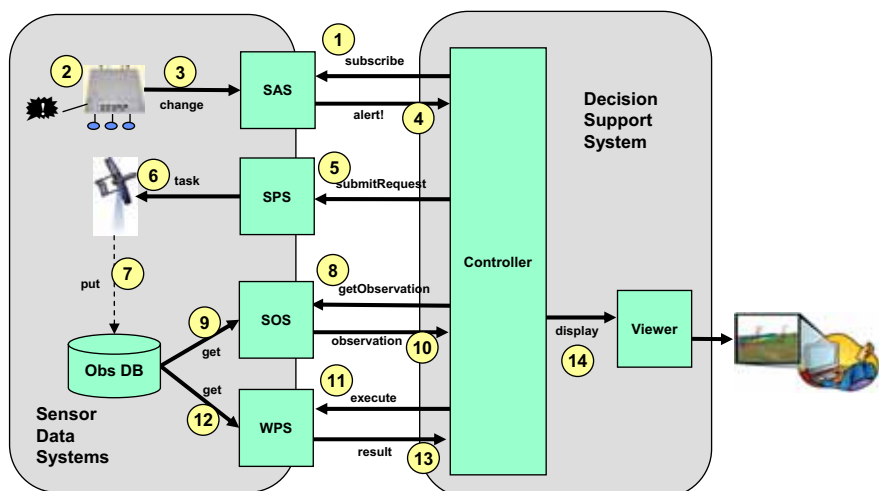 1
subscribe
2
3
SAS
change
alert!
4
!
Decision
Support
System
5
6
task
SPS
submitRequest
Controller
7
put
8
getObservation
9
SOS
get
observation
10
display
14
Viewer
Obs DB
get
11
execute
12
WPS
result
13
Sensor
Data
Systems